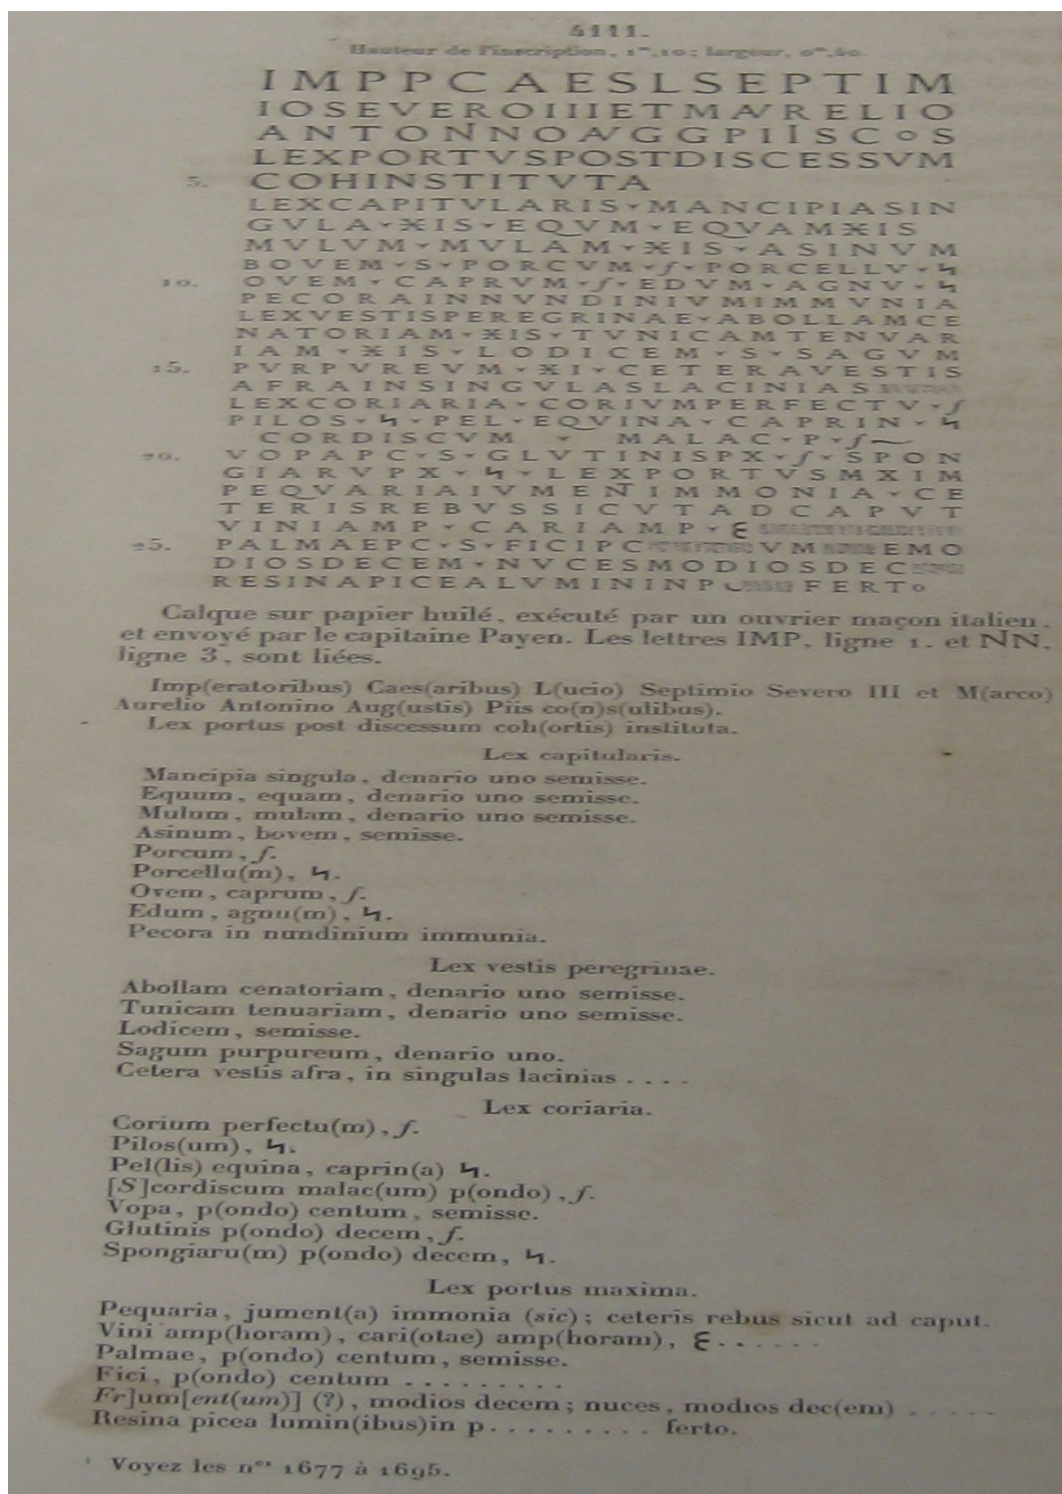 4111.
Hauteur de l'inscription, 1m,10; largeur, 0m,40
IMPPCAESLSEPTIM
IOSEVEROIIIETMAVRELIO
ANTONNNOAVGGPIISCOS
LEXPORTVSPOSTDISCESSVM
5. COHINSTITVTA
LEXCAPITVLARIS▾MANCIPIASIN
GVLA▾ӾIS▾EQVM▾EQVAMӾIS
MVLVM▾MVLAM▾ӾIS▾ASINVM
BOVEM▾S▾PORCVM▾ƒ▾PORCELLV▾Ϟ
10. OVEM▾CAPRVM▾ƒ▾EDVM▾AGNV▾Ϟ
PECORAINNVNDINIVMIMMVNIA
LEXVESTISPEREGRINAE▾ABOLLAMCE
NATORIAM▾ӾIS▾TVNICAMTENVAR
IAM▾ӾIS▾LODICEM▾S▾SAGVM
15. PVRPVREVM▾ӾI▾CETERAVESTIS
AFRAINSINGVLASLACINIAS
LEXCORIARIA▾CORIVMPERFECTV▾ƒ
PILOS▾Ϟ▾PEL▾EQVINA▾CAPRIN▾Ϟ
CORDISCVM ▾ MALAC▾P▾ƒ
20. VOPAPC▾S▾GLVTINISPX▾ƒ▾SPON
GIARVPX▾Ϟ▾LEXPORTVSMXIM
PEQVARIAIVMENTIMMONIA▾CE
TERISREBVSSICVTADCAPVT
VINIAMP▾CARIAMP▾Ɛ
25. PALMAEPC▾S▾FICIPC VM EMO
DIOSDECEM▾NVCESMODIOSDEC
RESINAPICEALVMININP FERTO
Calque sur papier huilé, exécuté par un ouvrier maçon italien,
et envoyé par le capitaine Payen. Les lettres IMP, ligne 1, et NN,
ligne 3, sont liées.
Imp(eratoribus) Caes(aribus) L(ucio) Septimio Severo III et M(arco)
Aurelio Antonino Aug(ustis) Piis co(n)s(ulibus).
Lex portus post discessum coh(ortis) instituta.
Lex capitularis.
Mancipia singula, denario uno semisse.
Equum, equam, denario uno semisse.
Mulum, mulam, denario uno semisse.
Asinum, bovem, semisse.
Porcum, ƒ.
Porcellu(m), Ϟ.
Ovem, caprum, ƒ.
Edum, agnu(m), Ϟ.
Pecora in nundinium immunia.
Lex vestis peregrinae.
Abollam cenatoriam, denario uno semisse.
Tunicam tenuariam, denario uno semisse.
Lodicem, semisse.
Sagum purpureum, denario uno.
Cetera vestis afra, in singulas lacinias . . . .
Lex coriaria.
Corium perfectu(m), ƒ.
Pilos(um), Ϟ.
Pel(lis) equina, caprin(a) Ϟ.
[S]cordiscum malac(um) p(ondo), ƒ.
Vopa, p(ondo) centum, semisse.
Glutinis p(ondo) decem, ƒ.
Spongiaru(m) p(ondo) decem, Ϟ.
Lex portus maxima.
Pequaria, jument(a) immonia (sic); ceteris rebus sicut ad caput.
Vini amp(horam), cari(otae) amp(horam), Ɛ . . . . . .
Palmae, p(ondo) centum, semisse.
Fici, p(ondo) centum . . . . . . . . .
Fr]um[ent(um)] (?), modios decem; nuces, modios dec(em) . . . . .
Resina picea lumin(ibus)in p. . . . . . . . . ferto.
Voyez les nos 1677 à 1695.